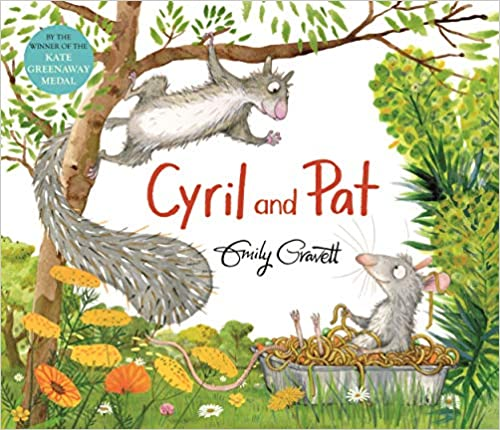 BY THE
WINNER OF THE
KATE
GREENAWAY
MEDAL
Cyril and Pat
Emily Gravett